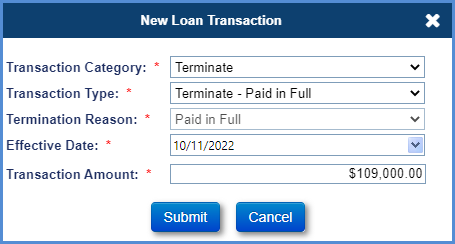 New Loan Transaction
Transaction Category: * Terminate
Transaction Type: * Terminate - Paid in Full
Termination Reason: * Paid in Full
Effective Date: * 10/11/2022
Transaction Amount: * $109,000.00
Submit Cancel